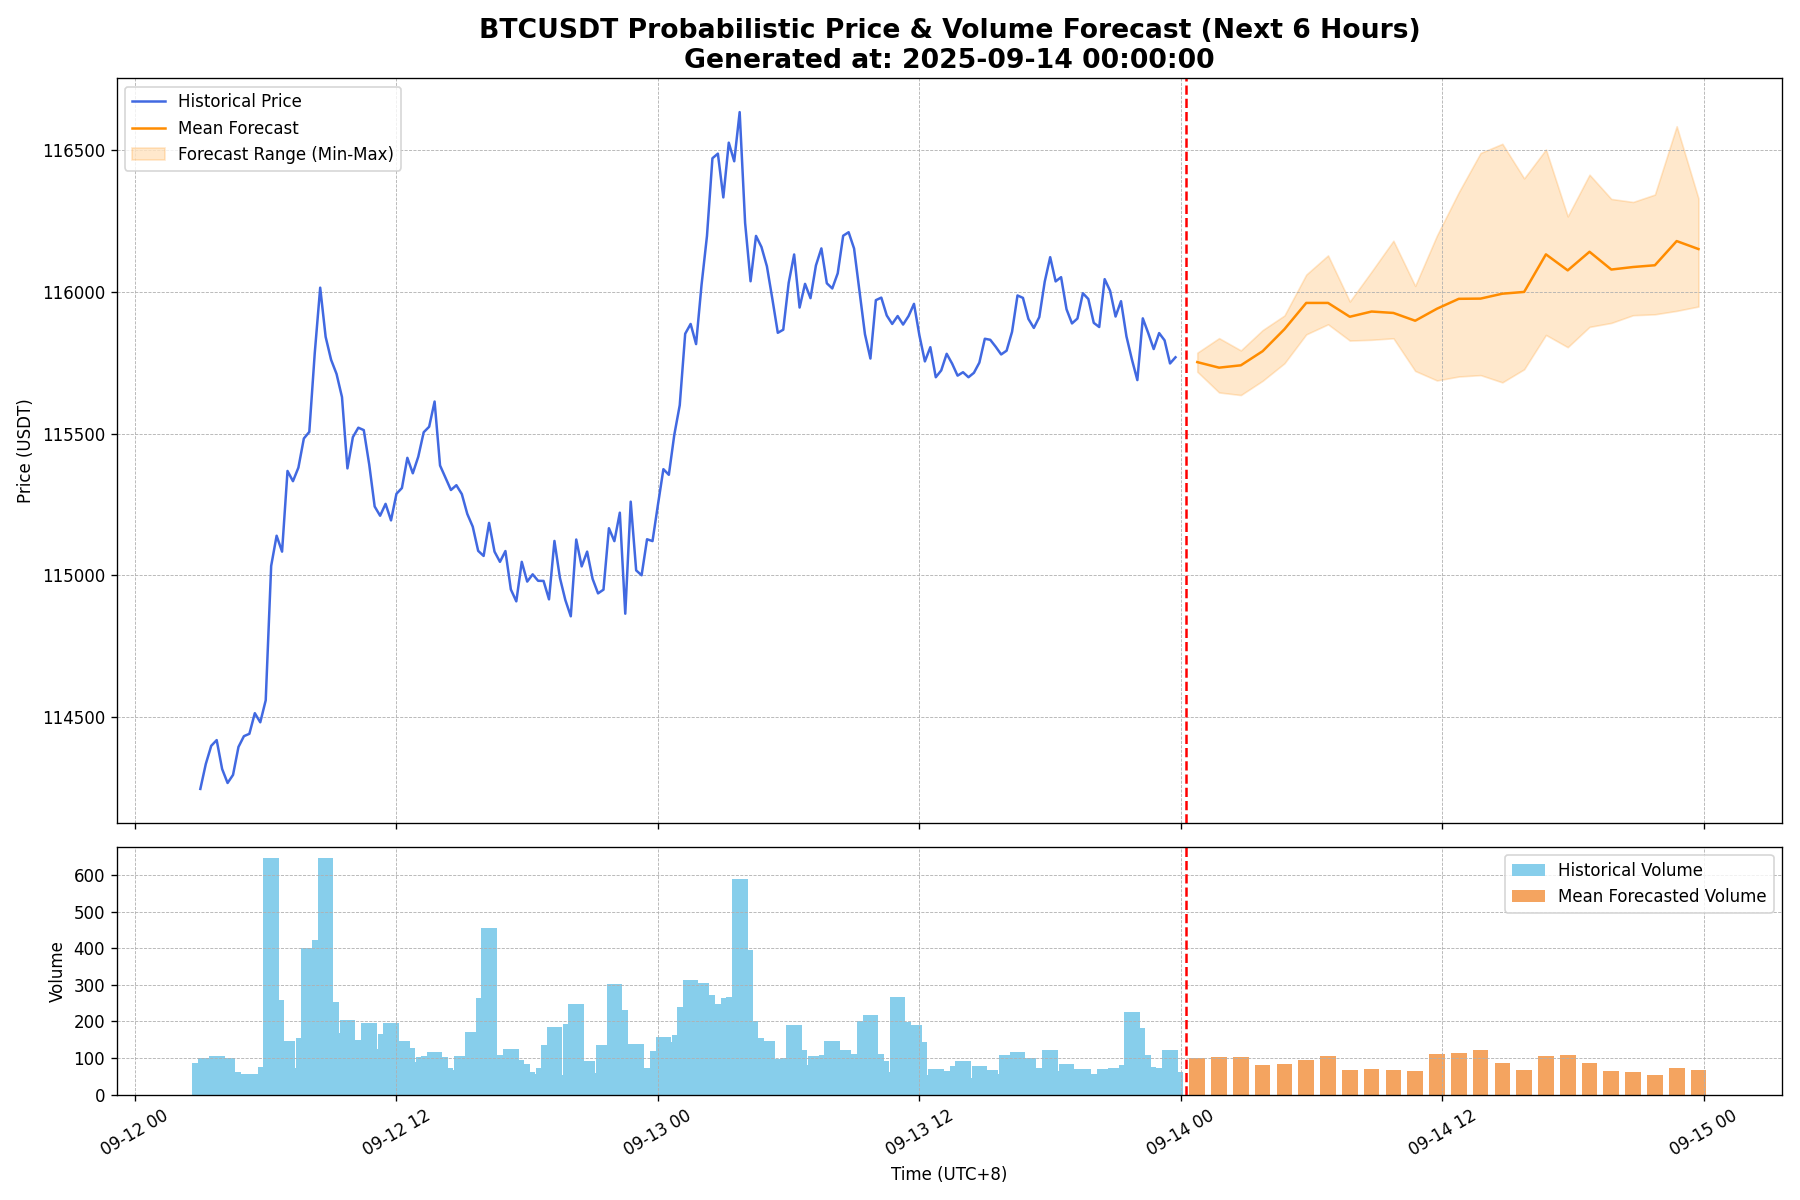 BTCUSDT Probabilistic Price & Volume Forecast (Next 6 Hours)
Generated at: 2025-09-14 00:00:00
Historical Price
Mean Forecast
Forecast Range (Min-Max)
116500
116000
115500
115000
114500
Price (USDT)
Historical Volume
Mean Forecasted Volume
600
500
400
300
200
100
0
Volume
09-12 00
09-12 12
09-13 00
09-13 12
09-14 00
09-14 12
09-15 00
Time (UTC+8)